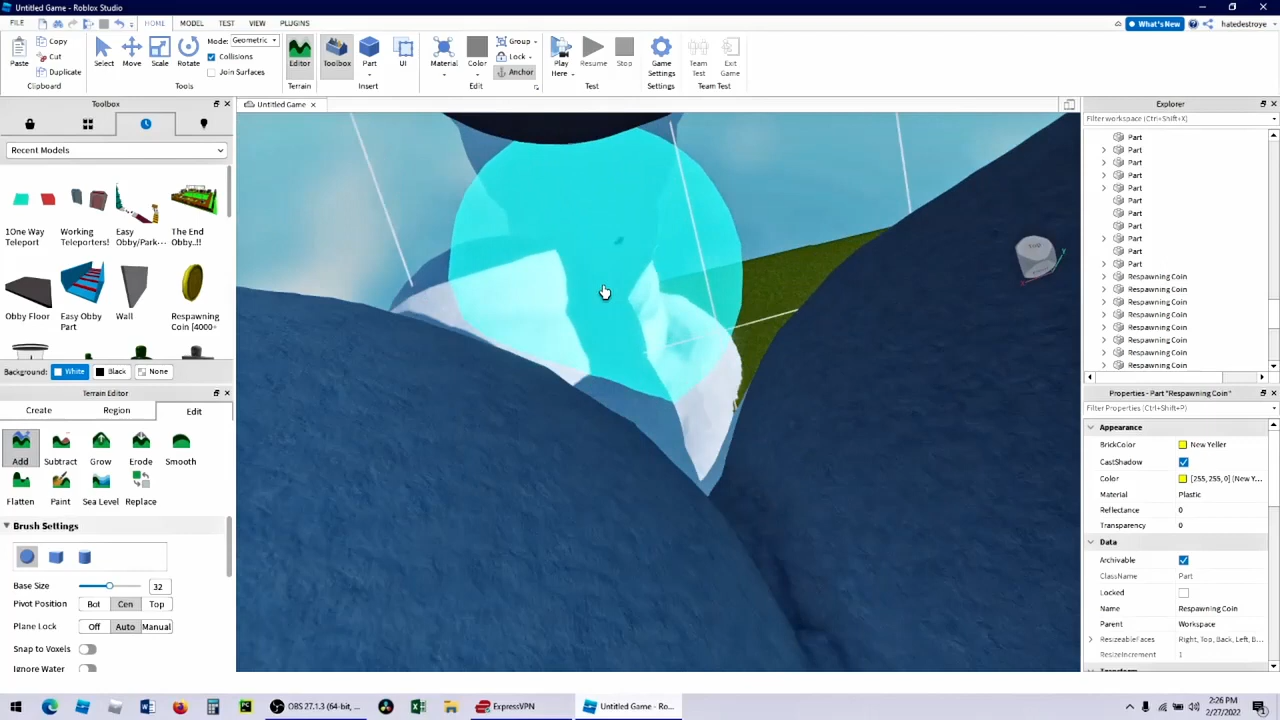 Untitled Game - Roblox Studio
FILE HOME MODEL TEST VIEW PLUGINS What's New hatedestroye
Paste Copy Cut Duplicate Select Move Scale Rotate Mode: Geometric Collisions Join Surfaces Editor Toolbox Part UI Material Color Group Lock Anchor Play Here Resume Stop Game Settings Team Test Exit Game
Clipboard Tools Terrain Insert Edit Test Settings Team Test
Toolbox
Untitled Game
Explorer
Filter workspace (Ctrl+Shift+X)
Recent Models
1One Way Teleport
Working Teleporters!
Easy Obby/Park...
The End Obby..!!
Obby Floor
Easy Obby Part
Wall
Respawning Coin [4000+
Background: White Black None
Terrain Editor
Create Region Edit
Add Subtract Grow Erode Smooth
Flatten Paint Sea Level Replace
Brush Settings
Base Size 32
Pivot Position Bot Cen Top
Plane Lock Off Auto Manual
Snap to Voxels
Ignore Water
Part
Part
Part
Part
Part
Part
Part
Part
Part
Part
Part
Respawning Coin
Respawning Coin
Respawning Coin
Respawning Coin
Respawning Coin
Respawning Coin
Respawning Coin
Respawning Coin
Properties - Part "Respawning Coin"
Filter Properties (Ctrl+Shift+P)
Appearance
BrickColor New Yeller
CastShadow
Color [255, 255, 0] (New Y...
Material Plastic
Reflectance 0
Transparency 0
Data
Archivable
ClassName Part
Locked
Name Respawning Coin
Parent Workspace
ResizeableFaces Right, Top, Back, Left, B...
ResizeIncrement 1
OBS 27.1.3 (64-bit, ... ExpressVPN Untitled Game - Ro...
2:26 PM
2/27/2022